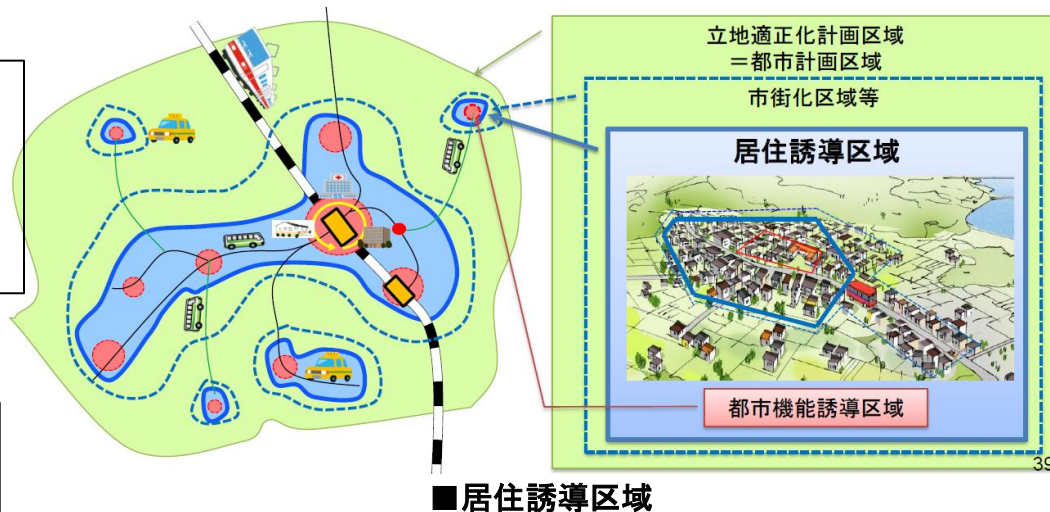 立地適正化計画区域
＝都市計画区域
市街化区域等
居住誘導区域
都市機能誘導区域
39
■居住誘導区域